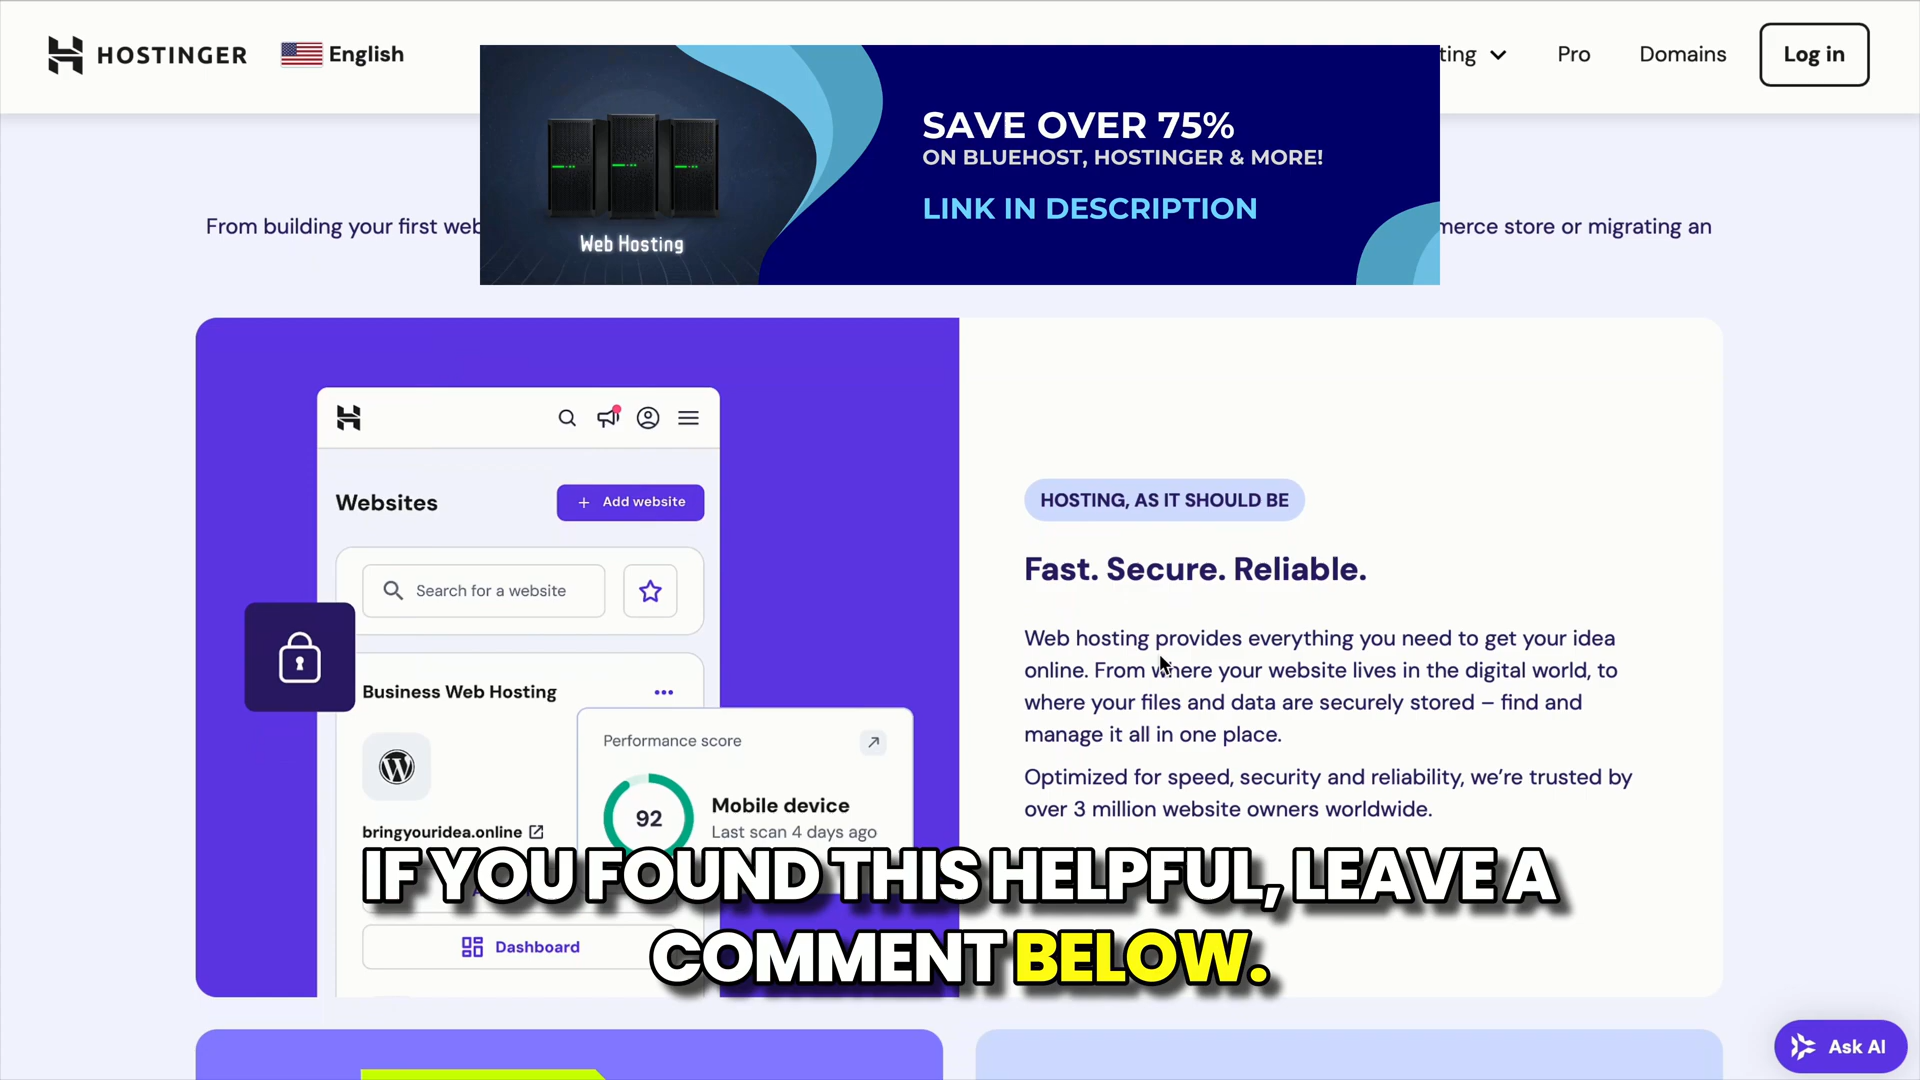 HOSTINGER
English
ting
Pro
Domains
Log in
SAVE OVER 75%
ON BLUEHOST, HOSTINGER & MORE!
LINK IN DESCRIPTION
Web Hosting
From building your first web
merce store or migrating an
Websites
+ Add website
Search for a website
Business Web Hosting
Performance score
92
Mobile device
Last scan 4 days ago
bringyouridea.online
Dashboard
HOSTING, AS IT SHOULD BE
Fast. Secure. Reliable.
Web hosting provides everything you need to get your idea
online. From where your website lives in the digital world, to
where your files and data are securely stored – find and
manage it all in one place.
Optimized for speed, security and reliability, we're trusted by
over 3 million website owners worldwide.
IF YOU FOUND THIS HELPFUL, LEAVE A
COMMENT BELOW.
Ask AI